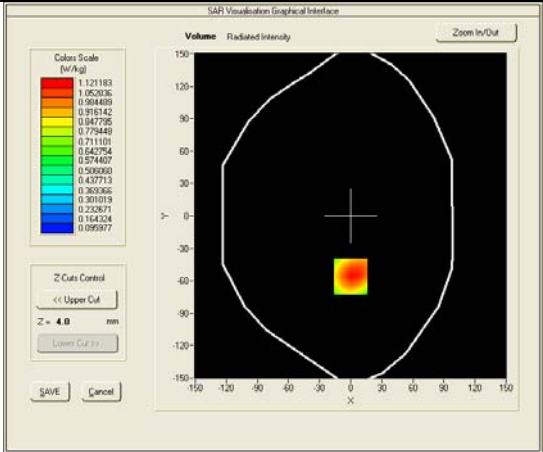 SAR Visualisation Graphical Interface
Volume Radiated Intensity
Zoom In/Out
Colors Scale
(W/kg)
1.121183
1.052836
0.984489
0.916142
0.847795
0.779448
0.711101
0.642754
0.574407
0.506060
0.437713
0.369366
0.301019
0.232671
0.164324
0.095977
Z-Cuts Control
<< Upper Cut
Z = 4.0 mm
Lower Cut >>
SAVE Cancel
150
120
90
60
30
0
-30
-60
-90
-120
-150
Y
-150 -120 -90 -60 -30 0 30 60 90 120 150
X